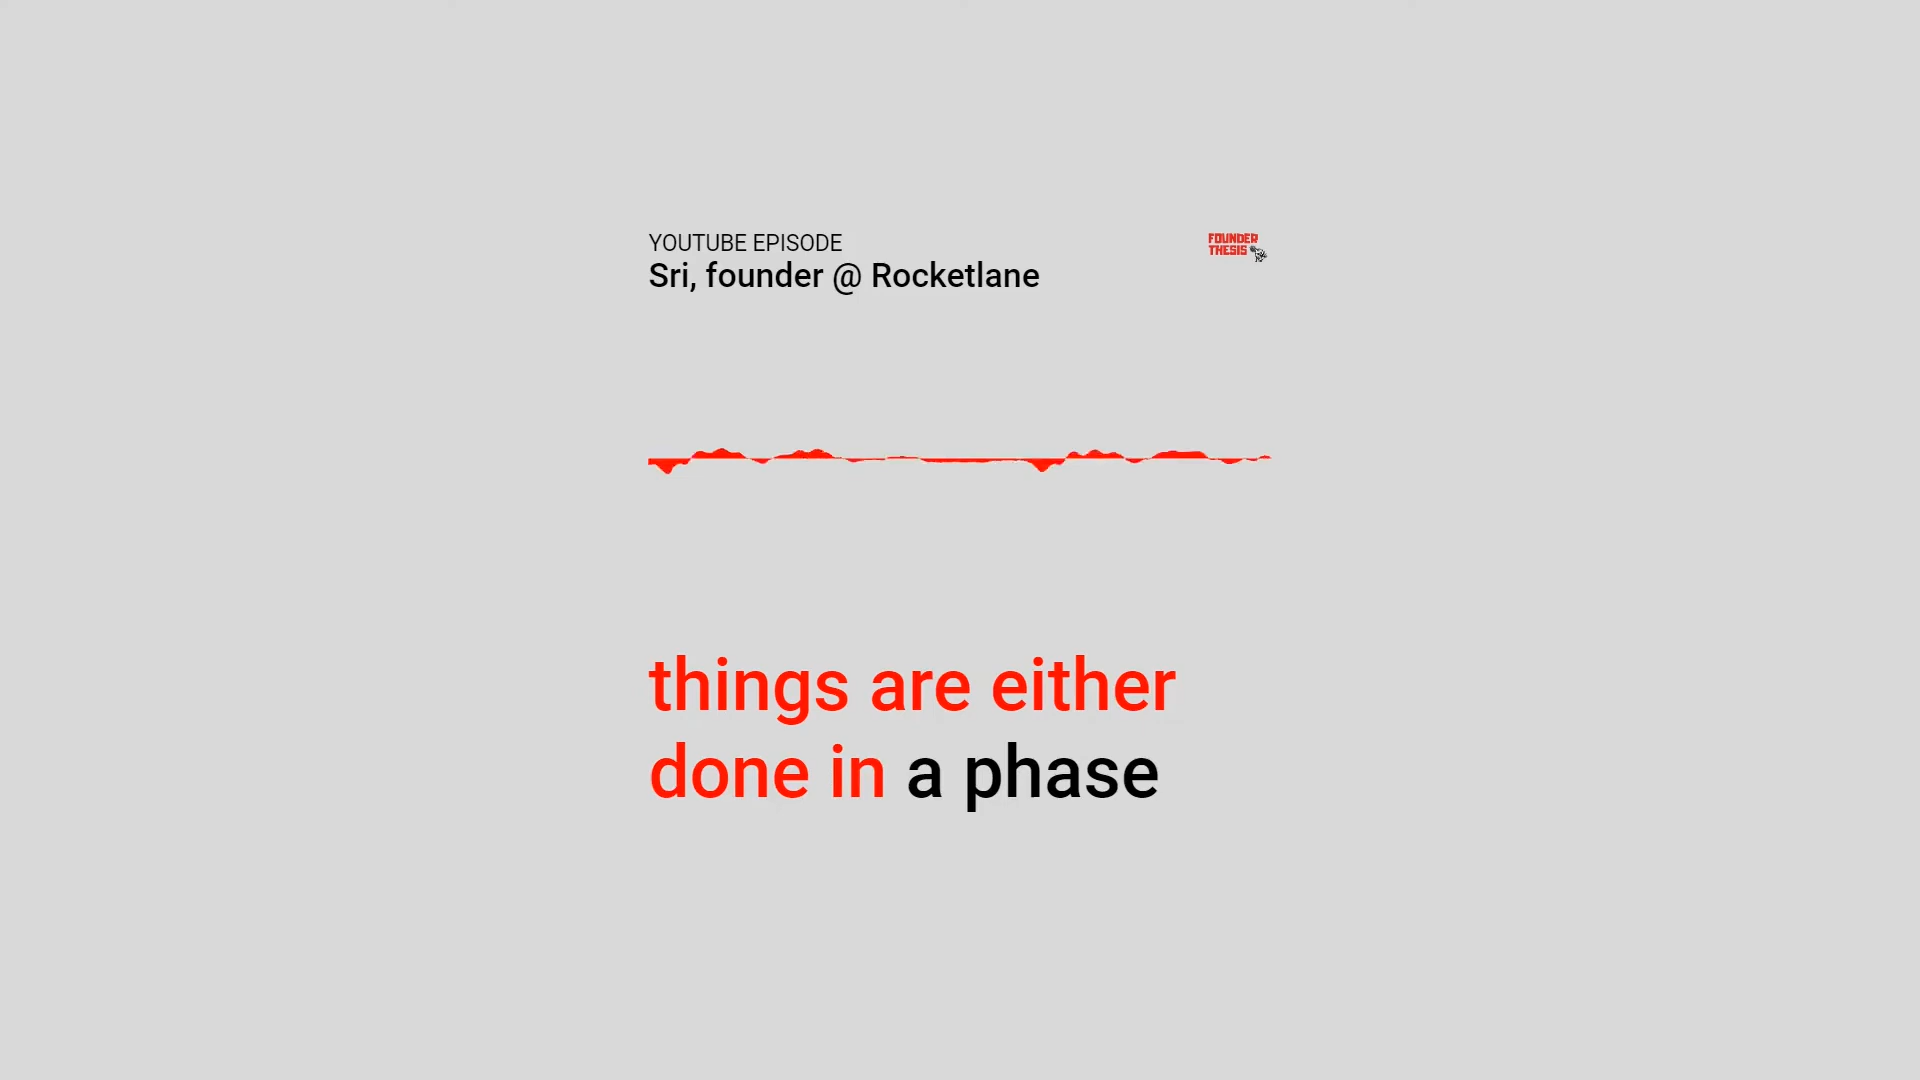 YOUTUBE EPISODE
Sri, founder @ Rocketlane
FOUNDER
THESIS
things are either
done in a phase